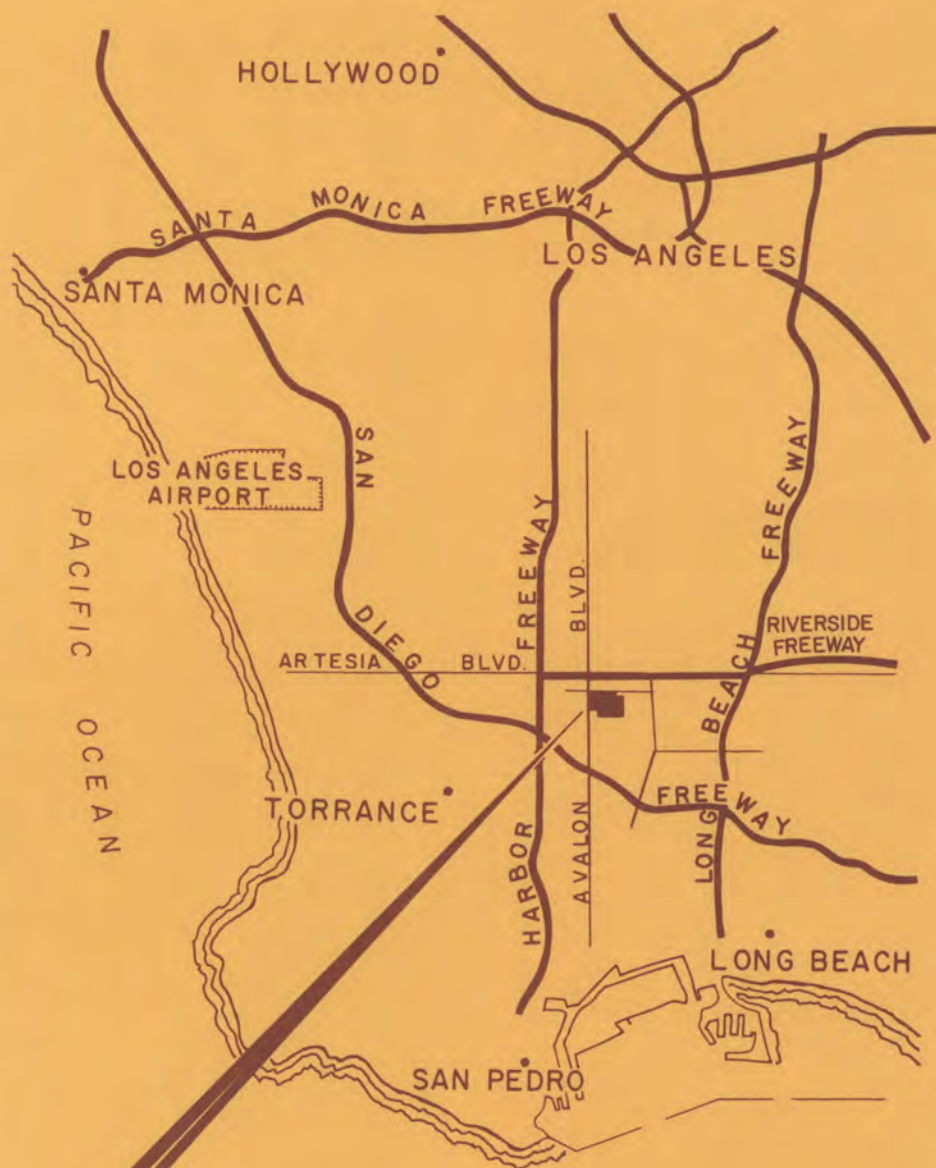 HOLLYWOOD
SANTA MONICA FREEWAY
LOS ANGELES
SANTA MONICA
LOS ANGELES
AIRPORT
PACIFIC OCEAN
SAN DIEGO FREEWAY
HARBOR FREEWAY
AVALON BLVD.
LONG BEACH FREEWAY
RIVERSIDE
FREEWAY
ARTESIA BLVD.
TORRANCE
LONG BEACH
SAN PEDRO